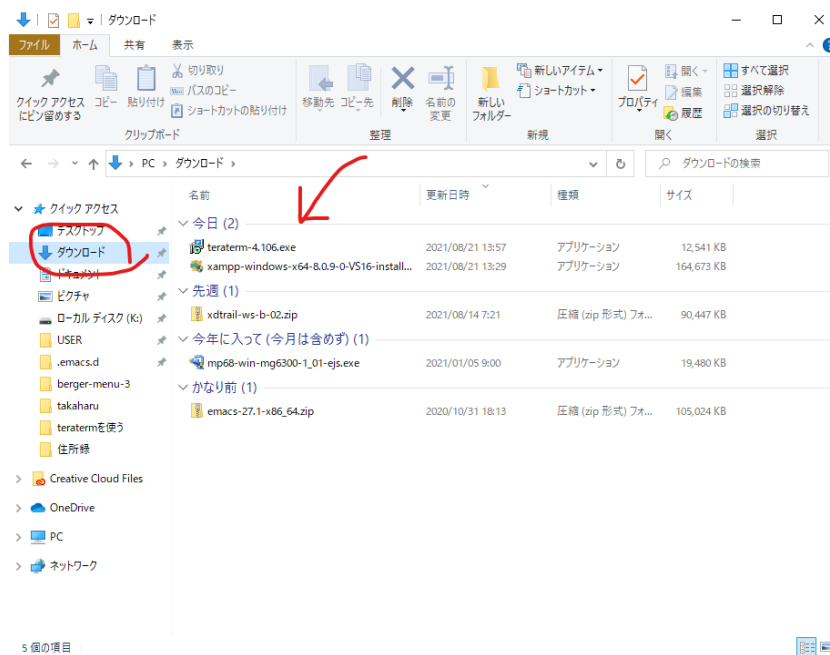 ダウンロード
ファイル ホーム 共有 表示
クイック アクセスにピン留めする
コピー
貼り付け
切り取り
パスのコピー
ショートカットの貼り付け
クリップボード
移動先
コピー先
削除
名前の変更
整理
新しいフォルダー
新しいアイテム
ショートカット
新規
プロパティ
開く
編集
履歴
開く
すべて選択
選択解除
選択の切り替え
選択
PC › ダウンロード ›
ダウンロードの検索
クイック アクセス
デスクトップ
ダウンロード
ドキュメント
ピクチャ
ローカル ディスク (K:)
USER
.emacs.d
berger-menu-3
takaharu
teratermを使う
住所録
Creative Cloud Files
OneDrive
PC
ネットワーク
名前 更新日時 種類 サイズ
今日 (2)
teraterm-4.106.exe 2021/08/21 13:57 アプリケーション 12,541 KB
xampp-windows-x64-8.0.9-0-VS16-install... 2021/08/21 13:29 アプリケーション 164,673 KB
先週 (1)
xdtrail-ws-b-02.zip 2021/08/14 7:21 圧縮 (zip 形式) フォ... 90,447 KB
今年に入って (今月は含めず) (1)
mp68-win-mg6300-1_01-ejs.exe 2021/01/05 9:00 アプリケーション 19,480 KB
かなり前 (1)
emacs-27.1-x86_64.zip 2020/10/31 18:13 圧縮 (zip 形式) フォ... 105,024 KB
5 個の項目